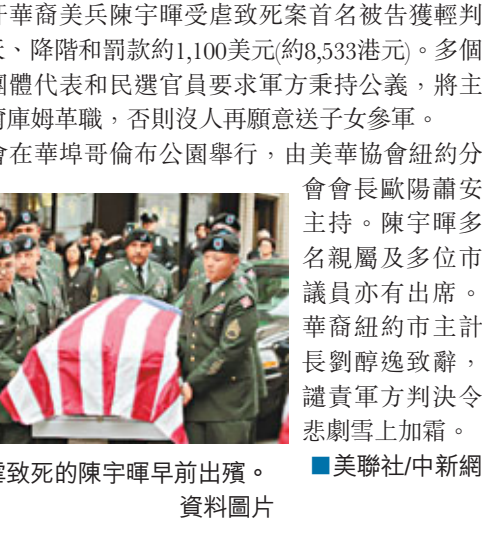 華裔美兵陳宇暉受虐致死案首名被告獲輕判
、降階和罰款約1,100美元(約8,533港元)。多個
團體代表和民選官員要求軍方秉持公義，將主
庫姆革職，否則沒人再願意送子女參軍。
會在華埠哥倫布公園舉行，由美華協會紐約分
會會長歐陽蕭安
主持。陳宇暉多
名親屬及多位市
議員亦有出席。
華裔紐約市主計
長劉醇逸致辭，
譴責軍方判決令
悲劇雪上加霜。
■美聯社/中新網
致死的陳宇暉早前出殯。
資料圖片